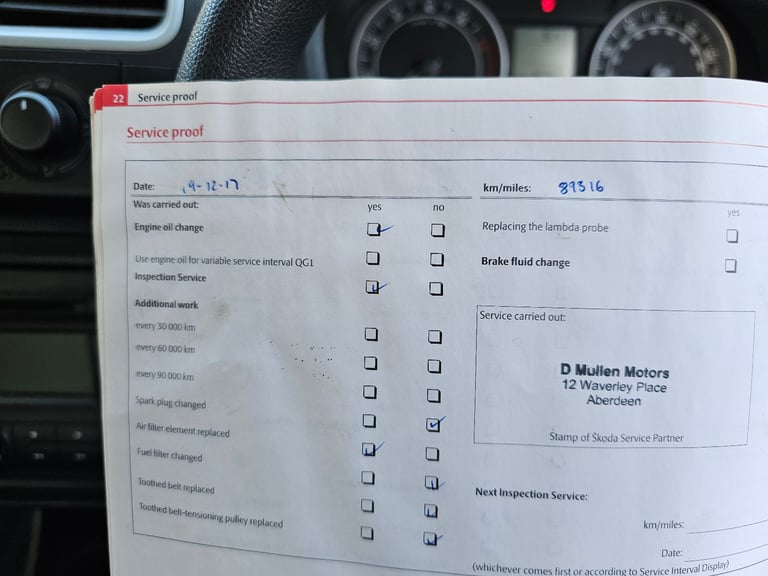 22 Service proof
Service proof
Date: 19-12-17
km/miles: 89316
Was carried out: yes no
yes
Engine oil change
Replacing the lambda probe
Use engine oil for variable service interval QG1
Brake fluid change
Inspection Service
Additional work
Service carried out:
every 30 000 km
every 60 000 km
every 90 000 km
D Mullen Motors
12 Waverley Place
Aberdeen
Spark plug changed
Air filter element replaced
Stamp of Škoda Service Partner
Fuel filter changed
Toothed belt replaced
Next Inspection Service:
Toothed belt-tensioning pulley replaced
km/miles:
Date:
(whichever comes first or according to Service Interval Display)